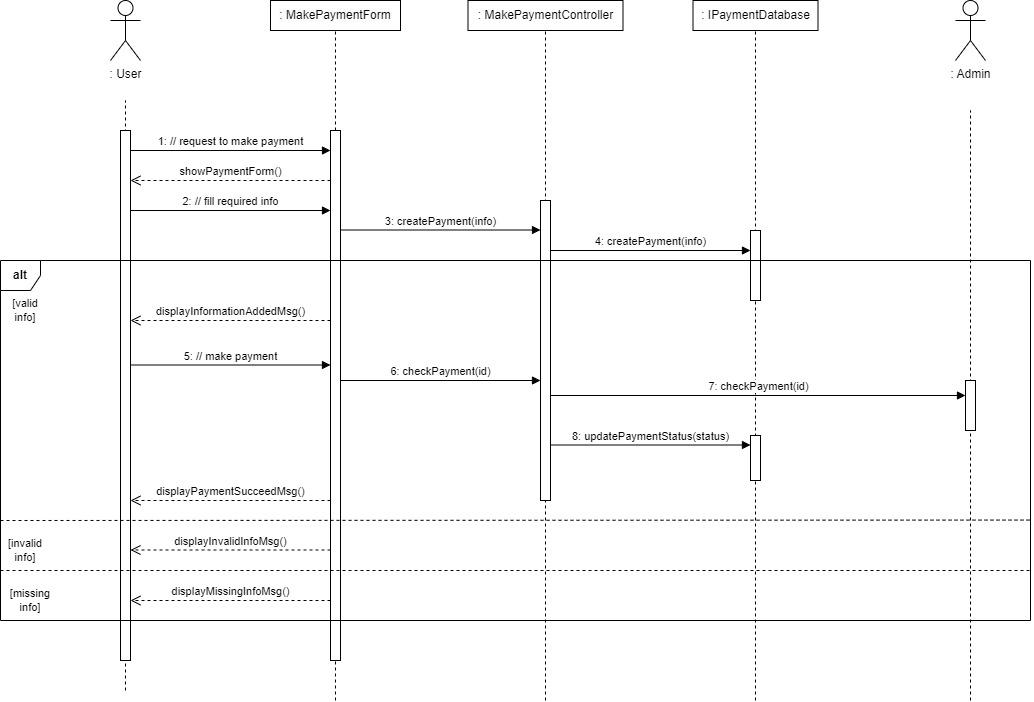 : MakePaymentForm
: MakePaymentController
: IPaymentDatabase
: User
: Admin
1: // request to make payment
showPaymentForm()
2: // fill required info
3: createPayment(info)
4: createPayment(info)
alt
[valid
info]
displayInformationAddedMsg()
5: // make payment
6: checkPayment(id)
7: checkPayment(id)
8: updatePaymentStatus(status)
displayPaymentSucceedMsg()
[invalid
info]
displayInvalidInfoMsg()
[missing
info]
displayMissingInfoMsg()